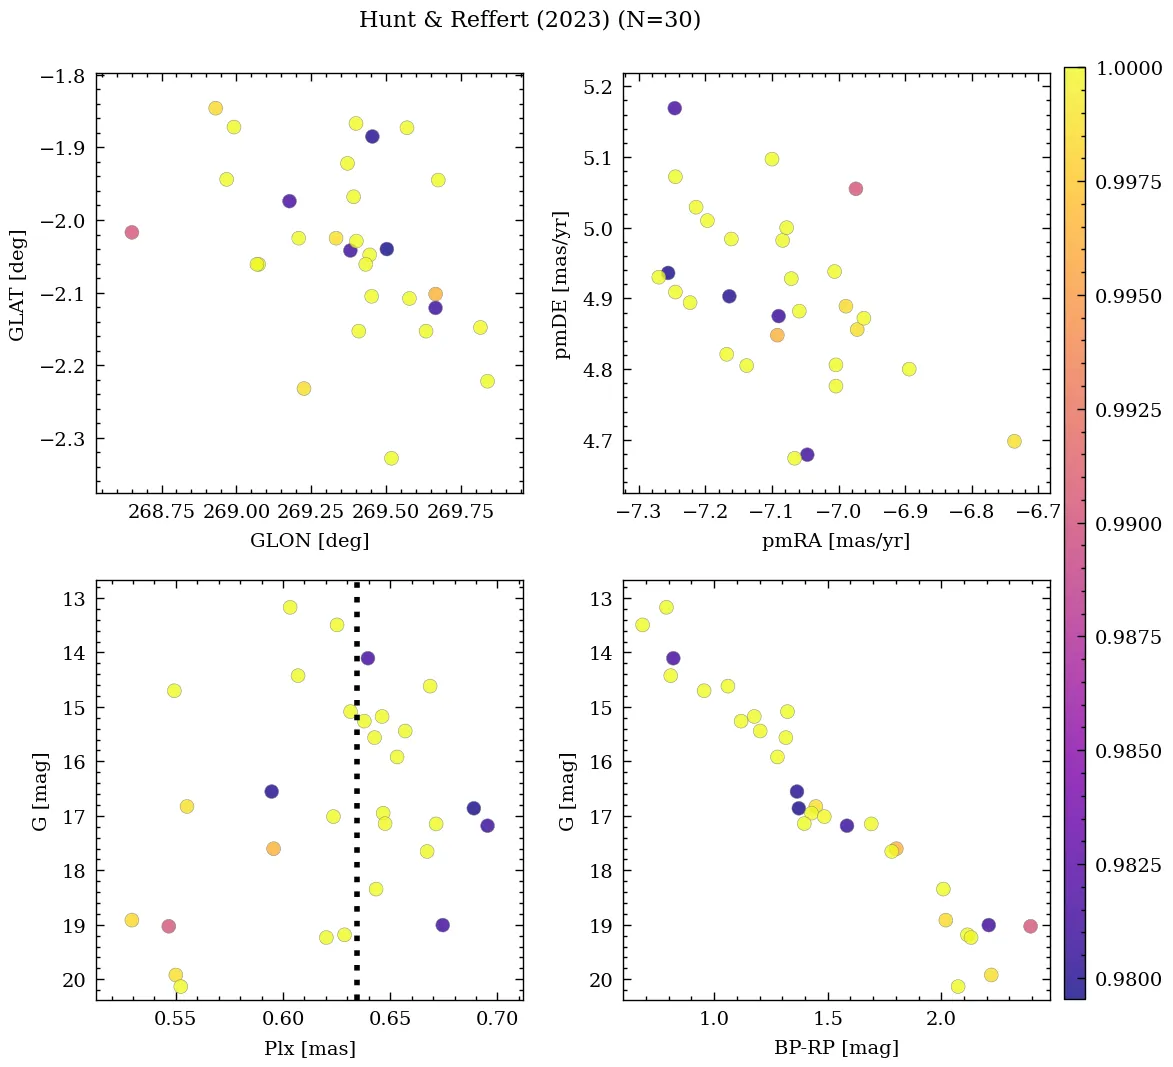 Hunt & Reffert (2023) (N=30)
−1.8
−1.9
−2.0
−2.1
−2.2
−2.3
GLAT [deg]
268.75 269.00 269.25 269.50 269.75
GLON [deg]
5.2
5.1
5.0
4.9
4.8
4.7
pmDE [mas/yr]
−7.3 −7.2 −7.1 −7.0 −6.9 −6.8 −6.7
pmRA [mas/yr]
13
14
15
16
17
18
19
20
G [mag]
0.55 0.60 0.65 0.70
Plx [mas]
13
14
15
16
17
18
19
20
G [mag]
1.0 1.5 2.0
BP-RP [mag]
1.0000
0.9975
0.9950
0.9925
0.9900
0.9875
0.9850
0.9825
0.9800